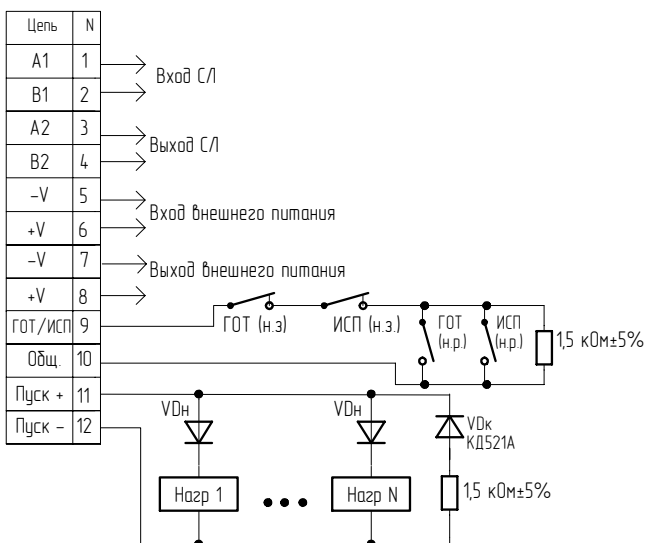 Цепь N
A1 1
B1 2
A2 3
B2 4
–V 5
+V 6
–V 7
+V 8
ГОТ/ИСП 9
Общ. 10
Пуск + 11
Пуск – 12
Вход С/Л
Выход С/Л
Вход внешнего питания
Выход внешнего питания
ГОТ (н.з)
ИСП (н.з.)
ГОТ
(н.р.)
ИСП
(н.р.)
1,5 кОм±5%
VDн
VDн
VDк
КД521А
Нагр 1
Нагр N
1,5 кОм±5%